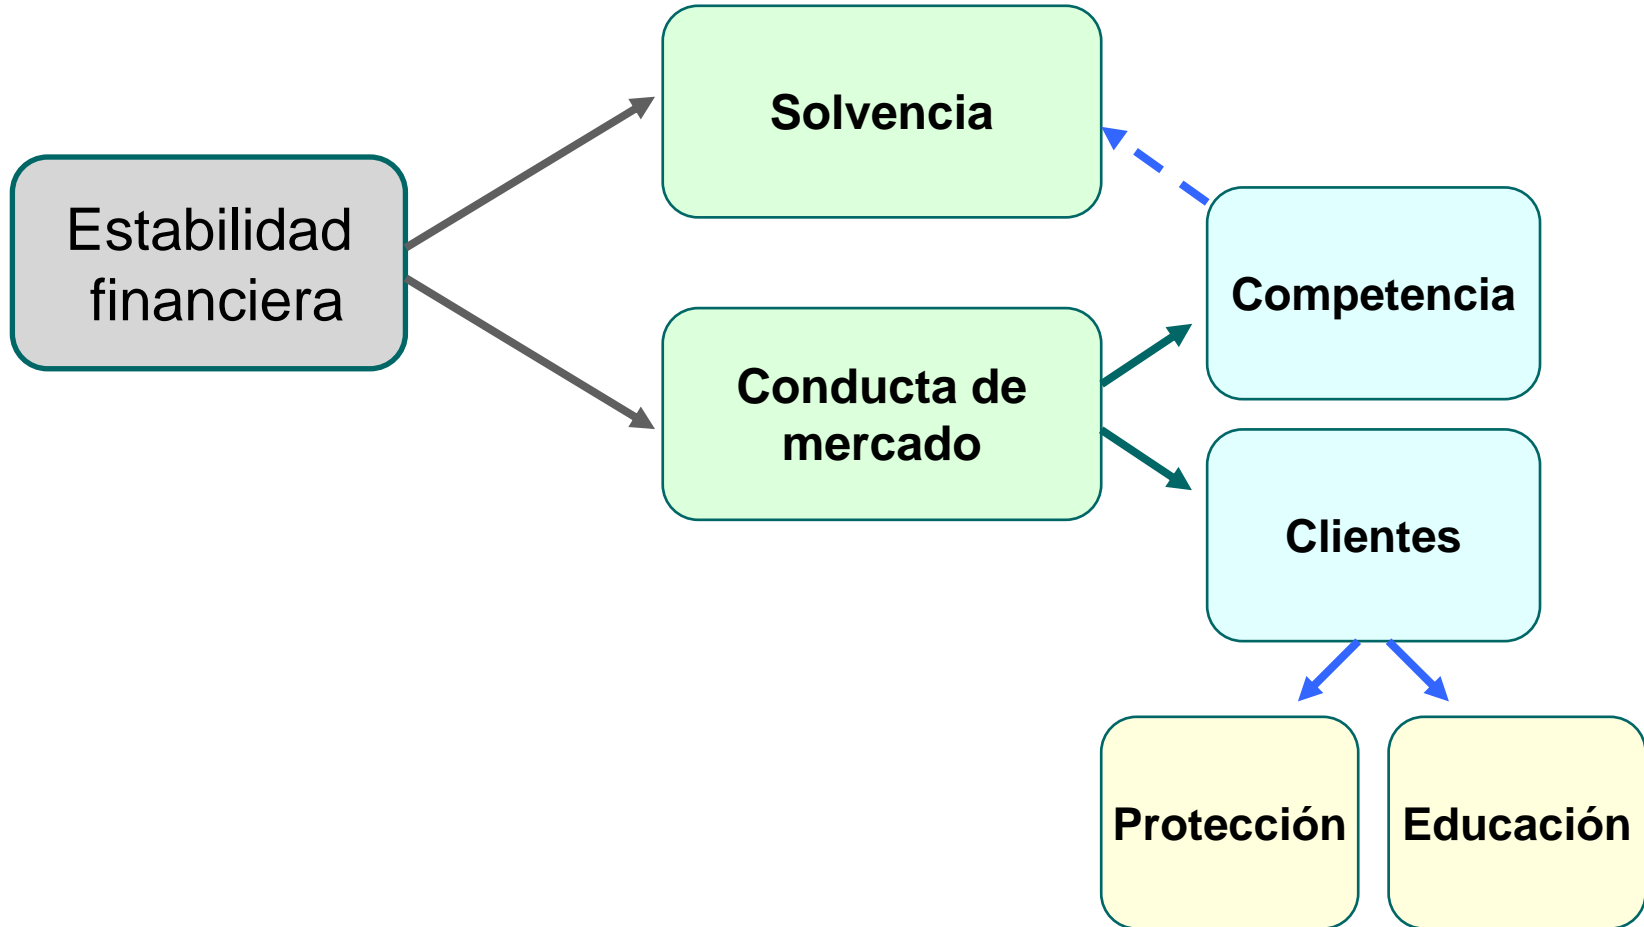 Estabilidad
financiera
Solvencia
Conducta de
mercado
Competencia
Clientes
Protección
Educación